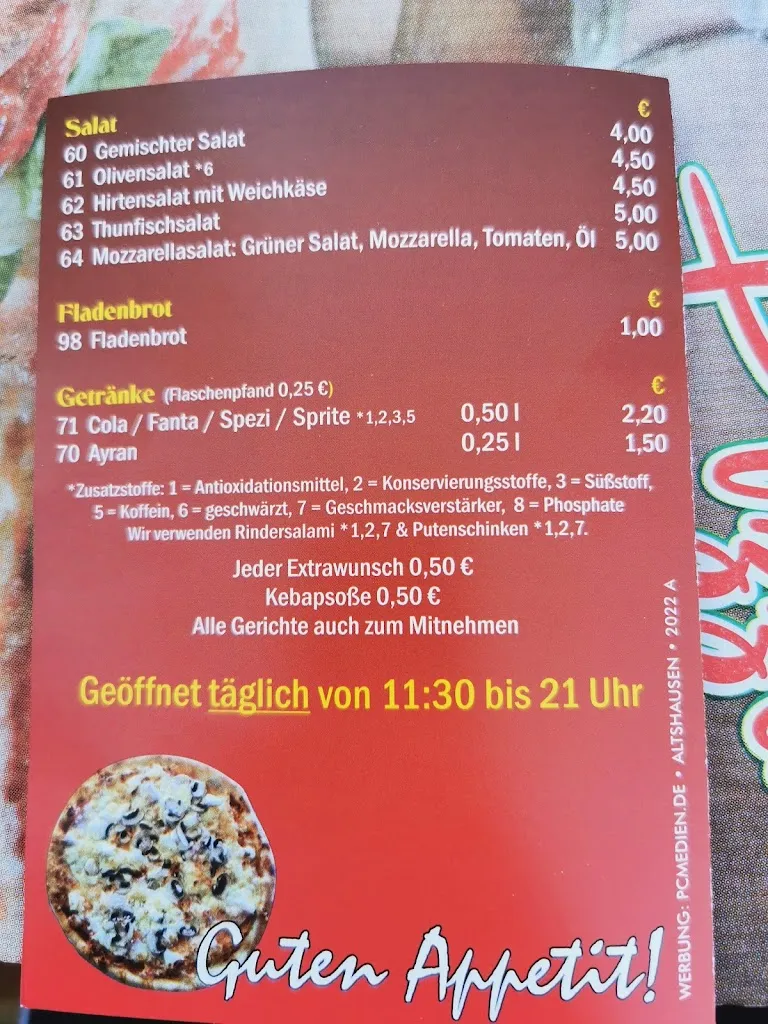 Salat €
60 Gemischter Salat 4,00
61 Olivensalat *6 4,50
62 Hirtensalat mit Weichkäse 4,50
63 Thunfischsalat 5,00
64 Mozzarellasalat: Grüner Salat, Mozzarella, Tomaten, Öl 5,00
Fladenbrot €
98 Fladenbrot 1,00
Getränke (Flaschenpfand 0,25 €) €
71 Cola / Fanta / Spezi / Sprite *1,2,3,5 0,50 l 2,20
70 Ayran 0,25 l 1,50
*Zusatzstoffe: 1 = Antioxidationsmittel, 2 = Konservierungsstoffe, 3 = Süßstoff,
5 = Koffein, 6 = geschwärzt, 7 = Geschmacksverstärker, 8 = Phosphate
Wir verwenden Rindersalami *1,2,7 & Putenschinken *1,2,7.
Jeder Extrawunsch 0,50 €
Kebapsoße 0,50 €
Alle Gerichte auch zum Mitnehmen
Geöffnet täglich von 11:30 bis 21 Uhr
Guten Appetit!
WERBUNG: PCMEDIEN.DE • ALTSHAUSEN • 2022 A